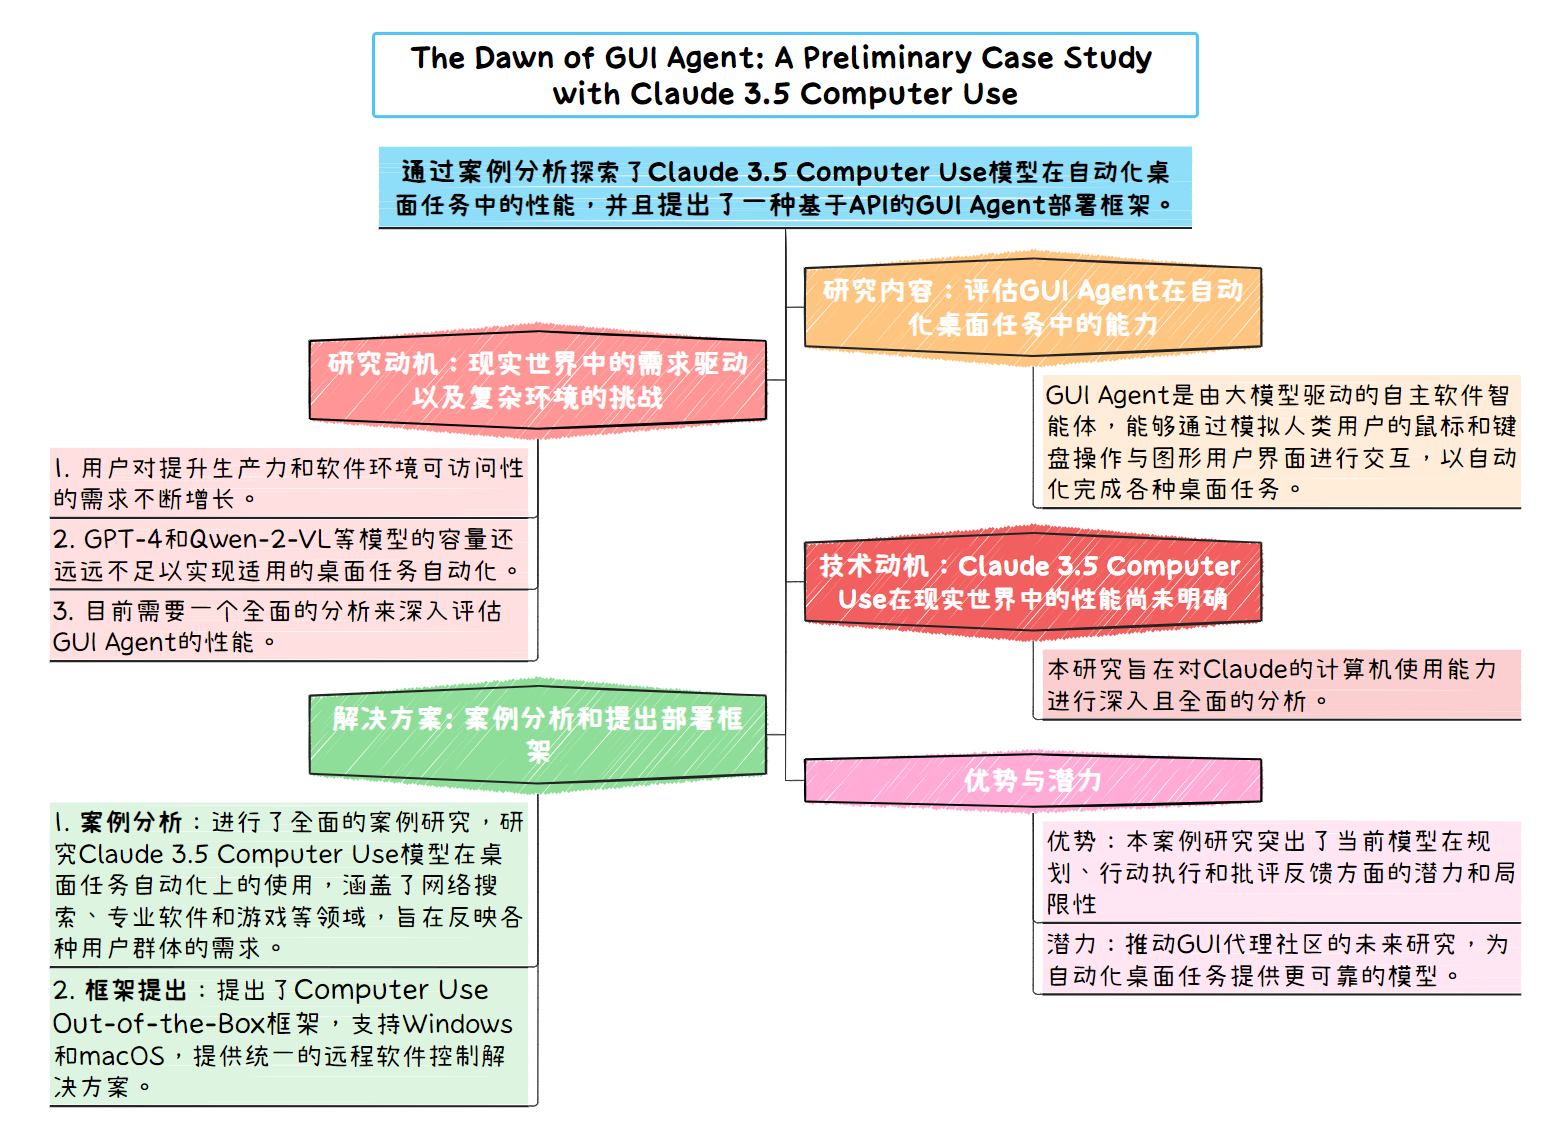 The Dawn of GUI Agent: A Preliminary Case Study
with Claude 3.5 Computer Use
通过案例分析探索了Claude 3.5 Computer Use模型在自动化桌
面任务中的性能，并且提出了一种基于API的GUI Agent部署框架。
研究内容：评估GUI Agent在自动
化桌面任务中的能力
GUI Agent是由大模型驱动的自主软件智
能体，能够通过模拟人类用户的鼠标和键
盘操作与图形用户界面进行交互，以自动
化完成各种桌面任务。
研究动机：现实世界中的需求驱动
以及复杂环境的挑战
1. 用户对提升生产力和软件环境可访问性
的需求不断增长。
2. GPT-4和Qwen-2-VL等模型的容量还
远远不足以实现适用的桌面任务自动化。
3. 目前需要一个全面的分析来深入评估
GUI Agent的性能。
技术动机：Claude 3.5 Computer
Use在现实世界中的性能尚未明确
本研究旨在对Claude的计算机使用能力
进行深入且全面的分析。
解决方案: 案例分析和提出部署框
架
1. 案例分析：进行了全面的案例研究，研
究Claude 3.5 Computer Use模型在桌
面任务自动化上的使用，涵盖了网络搜
索、专业软件和游戏等领域，旨在反映各
种用户群体的需求。
2. 框架提出：提出了Computer Use
Out-of-the-Box框架，支持Windows
和macOS，提供统一的远程软件控制解
决方案。
优势与潜力
优势：本案例研究突出了当前模型在规
划、行动执行和批评反馈方面的潜力和局
限性
潜力：推动GUI代理社区的未来研究，为
自动化桌面任务提供更可靠的模型。